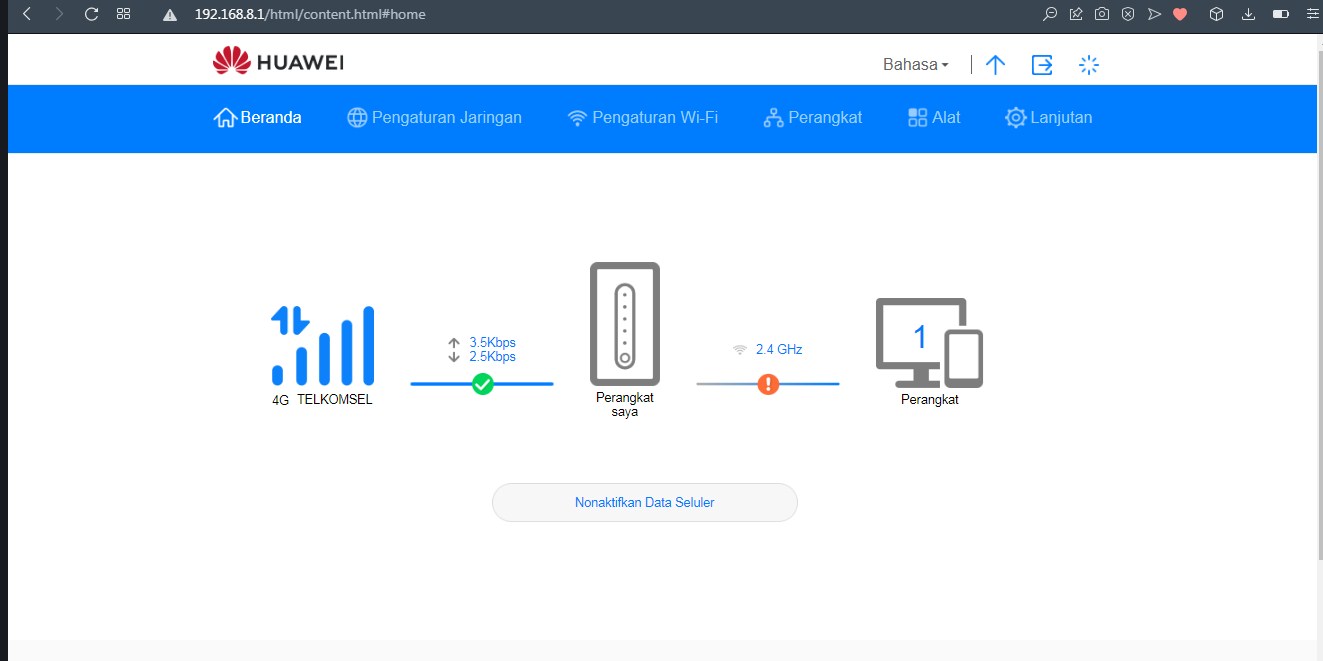 192.168.8.1/html/content.html#home
HUAWEI
Bahasa
Beranda
Pengaturan Jaringan
Pengaturan Wi-Fi
Perangkat
Alat
Lanjutan
3.5Kbps
2.5Kbps
4G TELKOMSEL
Perangkat
saya
2.4 GHz
1
Perangkat
Nonaktifkan Data Seluler